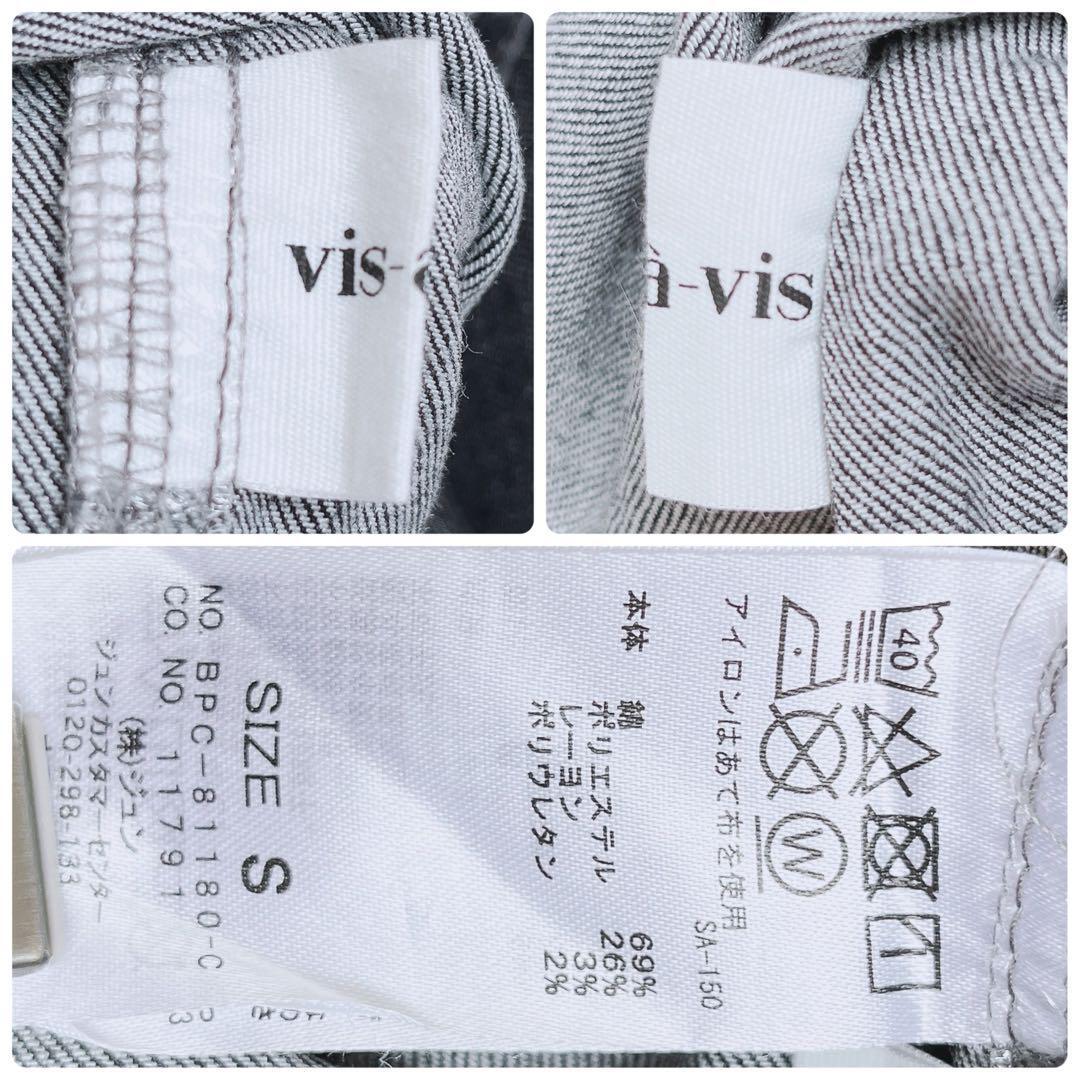 vis-
à-vis
40
W
アイロンはあて布を使用
SA-150
本体
綿 69%
ポリエステル 26%
レーヨン 3%
ポリウレタン 2%
SIZE S
NO. BPC-81180-C
CO. NO 11791
(株)ジュン
ジュンカスタマーセンター
0120-298-133